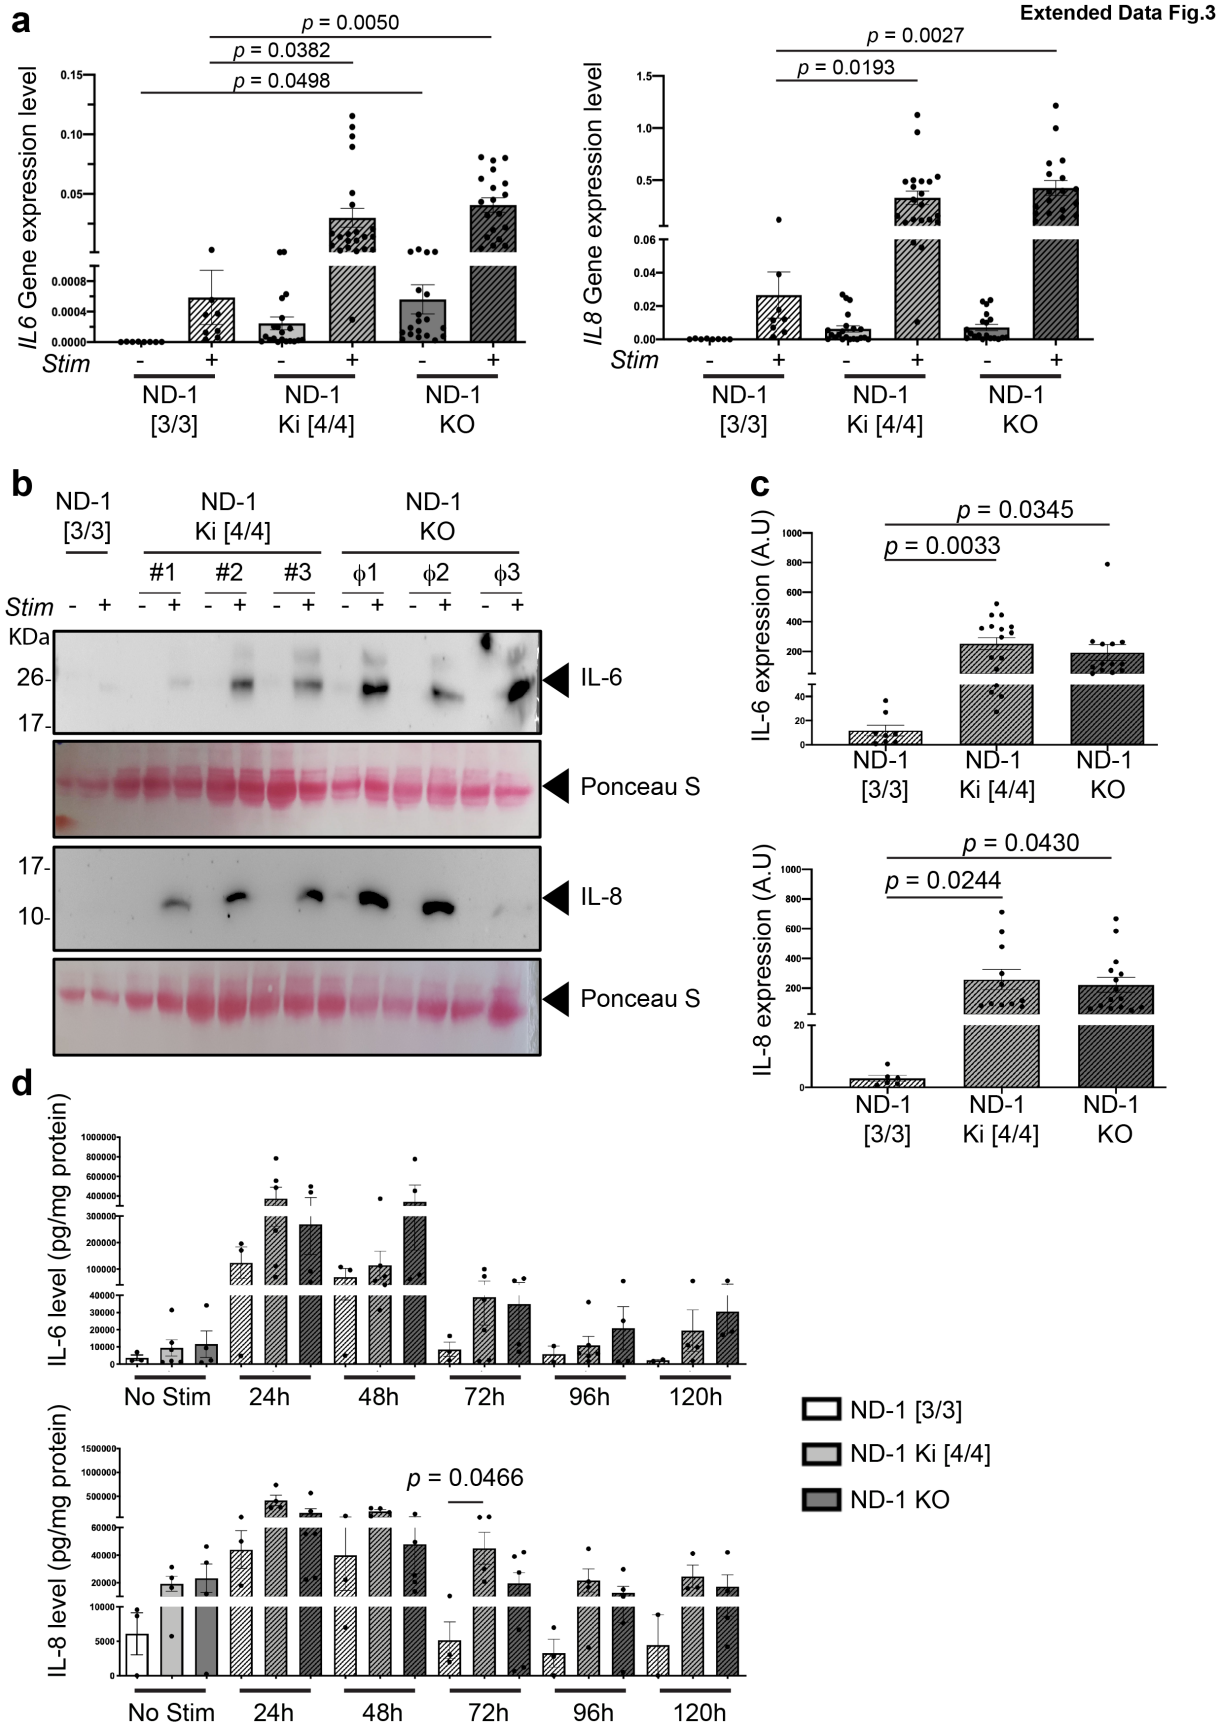 Extended Data Fig.3
a
p = 0.0050
p = 0.0382
p = 0.0498
IL6 Gene expression level
0.15
0.10
0.05
0.0008
0.0004
0.0000
Stim - + - + - +
ND-1 ND-1 ND-1
[3/3] Ki [4/4] KO
p = 0.0027
p = 0.0193
IL8 Gene expression level
1.5
1.0
0.5
0.06
0.04
0.02
0.00
Stim - + - + - +
ND-1 ND-1 ND-1
[3/3] Ki [4/4] KO
b
ND-1 ND-1 ND-1
[3/3] Ki [4/4] KO
#1 #2 #3 ϕ1 ϕ2 ϕ3
Stim - + - + - + - + - + - + - +
KDa
26-
17-
IL-6
Ponceau S
17-
10-
IL-8
Ponceau S
c
p = 0.0345
p = 0.0033
IL-6 expression (A.U)
1000
800
600
400
200
40
20
0
ND-1 ND-1 ND-1
[3/3] Ki [4/4] KO
p = 0.0430
p = 0.0244
IL-8 expression (A.U)
1000
800
600
400
200
20
0
ND-1 ND-1 ND-1
[3/3] Ki [4/4] KO
d
IL-6 level (pg/mg protein)
1000000
800000
600000
400000
300000
200000
100000
40000
30000
20000
10000
0
No Stim 24h 48h 72h 96h 120h
IL-8 level (pg/mg protein)
1500000
1000000
500000
60000
40000
20000
10000
5000
0
p = 0.0466
No Stim 24h 48h 72h 96h 120h
ND-1 [3/3]
ND-1 Ki [4/4]
ND-1 KO